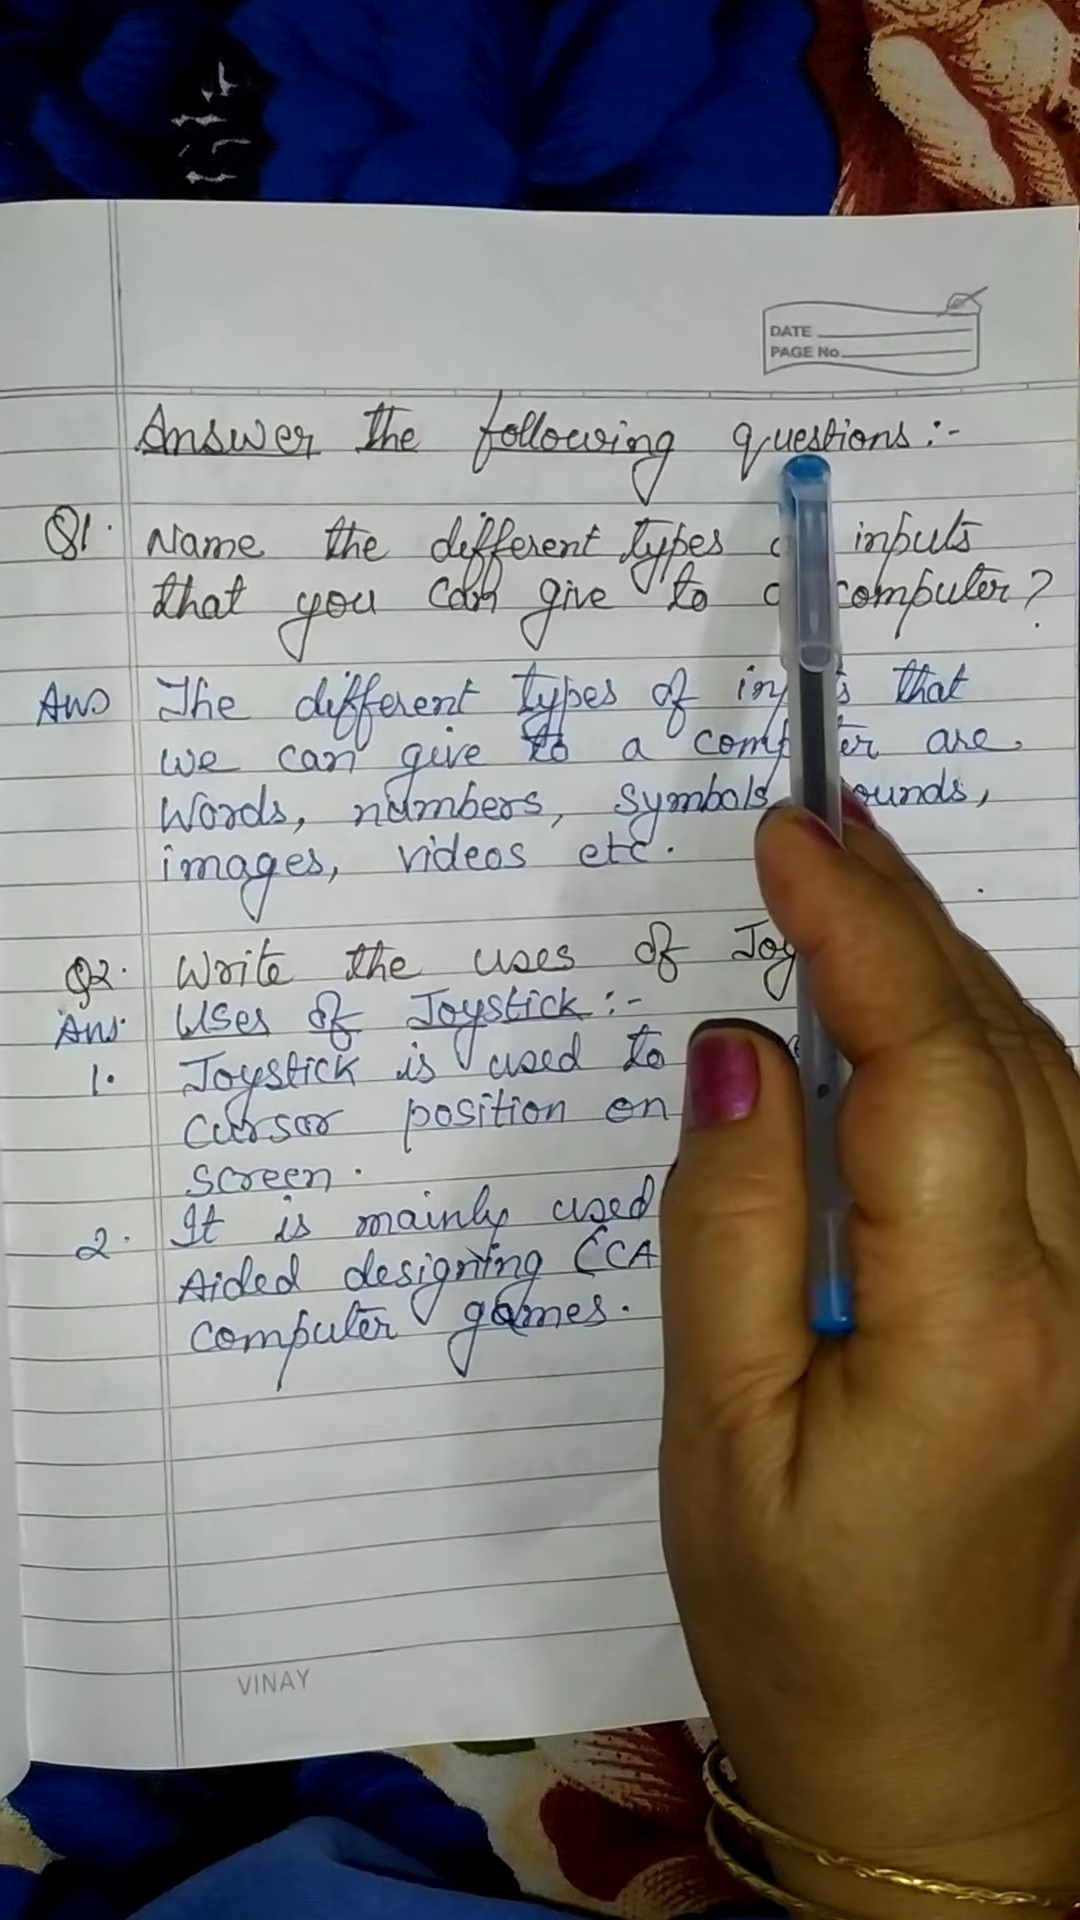 DATE
PAGE No.
Answer the following questions:-
Q1. Name the different types inputs
that you can give to computer?
Ans The different types of that
we can give to a are.
Words, numbers, symbols
images, videos etc.
Q2. Write the uses of
Ans. Uses of Joystick:-
1. Joystick is used to
cursor position on
screen.
2. It is mainly used
Aided designing
computer games.
VINAY